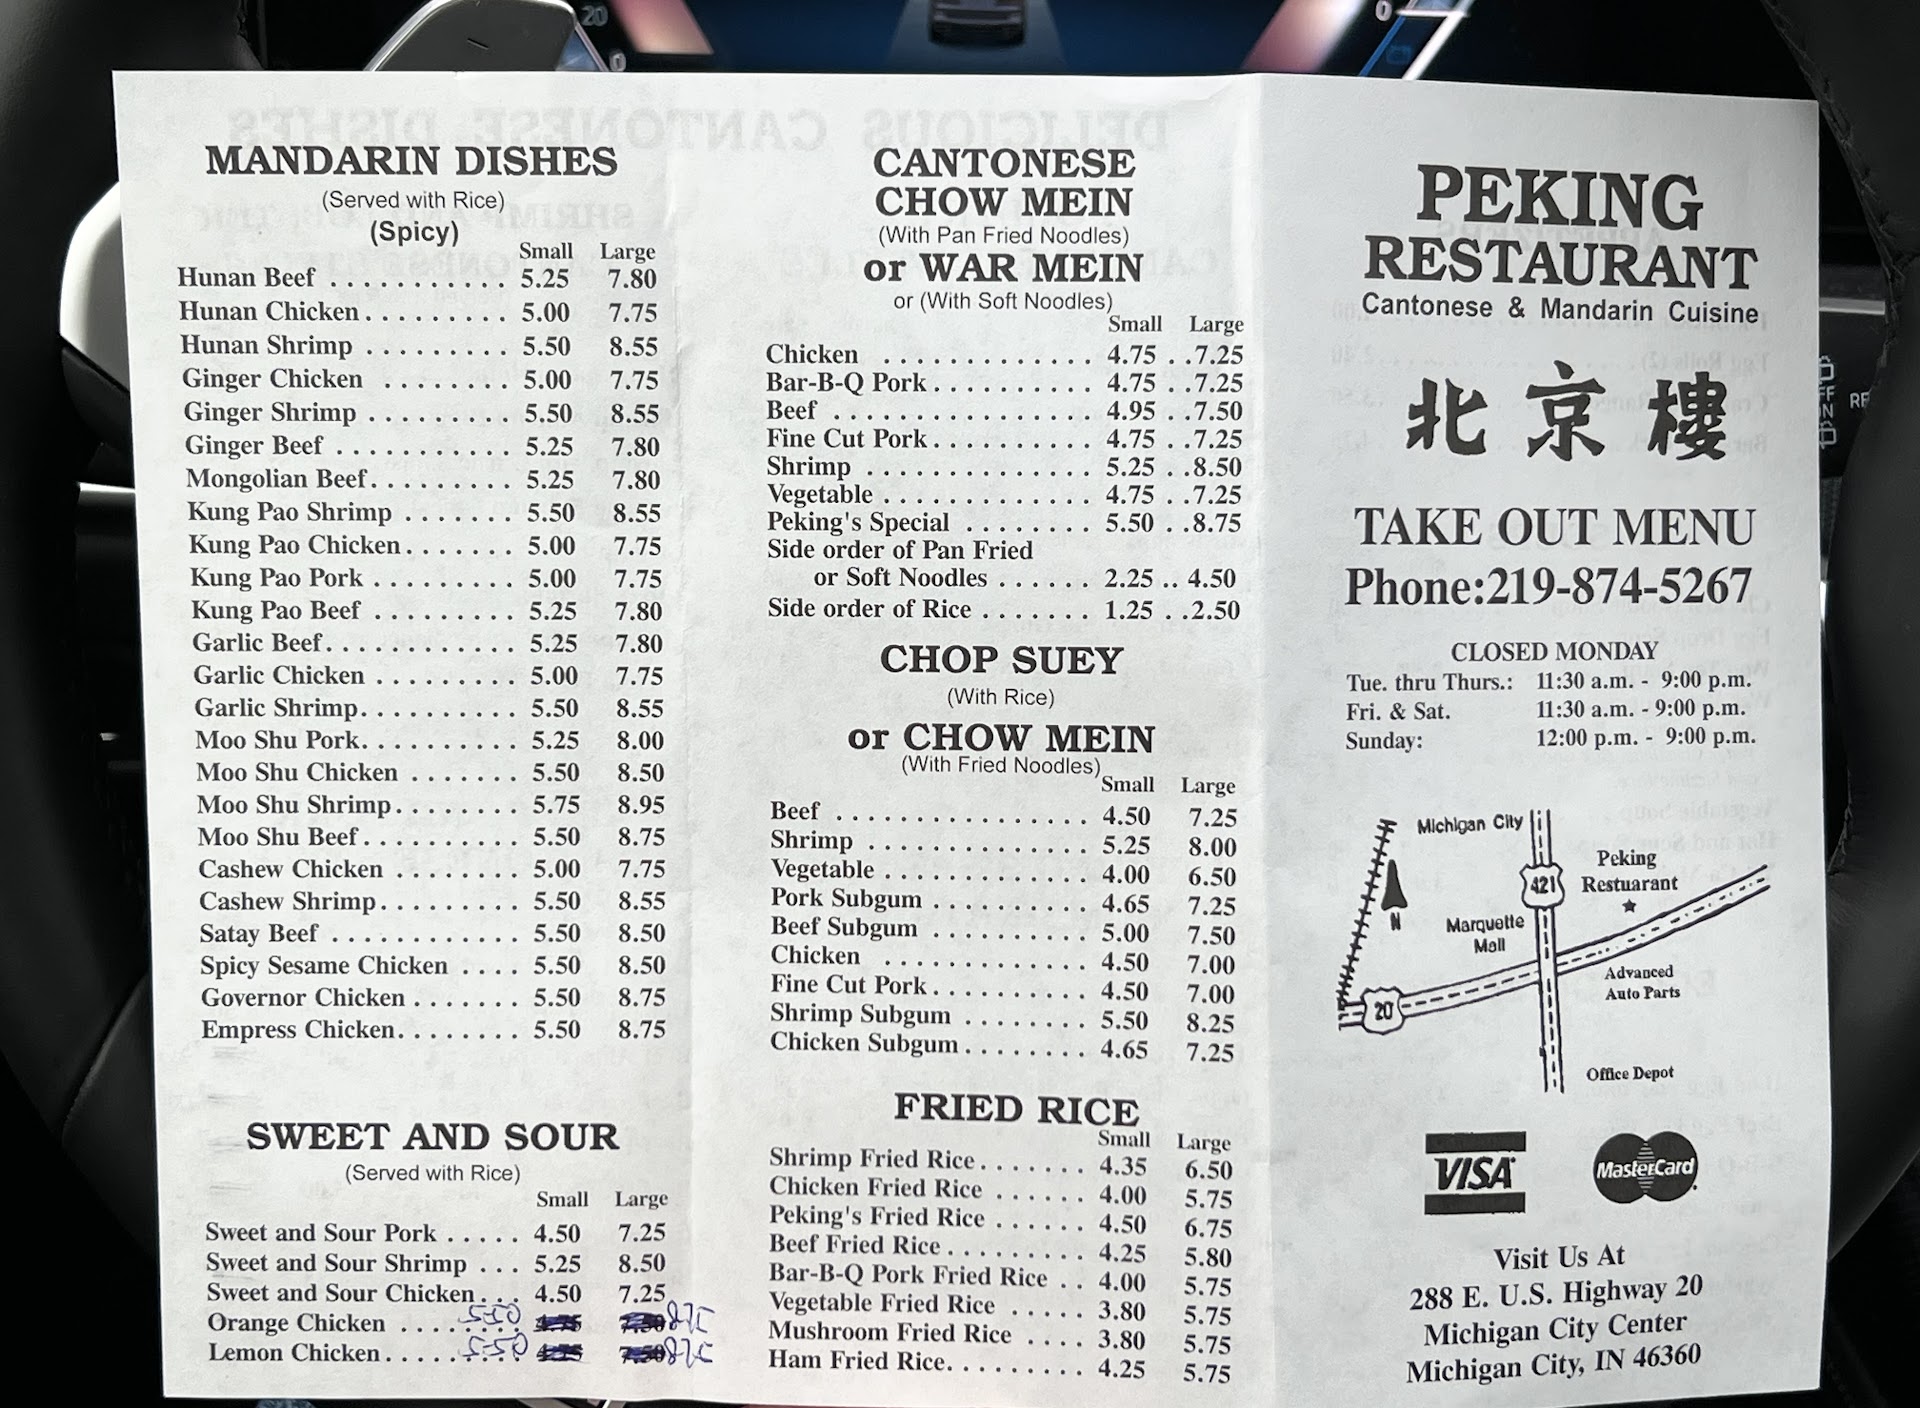 MANDARIN DISHES
(Served with Rice)
(Spicy)
Small Large
Hunan Beef . . . . . . . . . . . 5.25 7.80
Hunan Chicken . . . . . . . . . 5.00 7.75
Hunan Shrimp . . . . . . . . . 5.50 8.55
Ginger Chicken . . . . . . . . 5.00 7.75
Ginger Shrimp . . . . . . . . . 5.50 8.55
Ginger Beef . . . . . . . . . . . 5.25 7.80
Mongolian Beef . . . . . . . . . 5.25 7.80
Kung Pao Shrimp . . . . . . . 5.50 8.55
Kung Pao Chicken . . . . . . . 5.00 7.75
Kung Pao Pork . . . . . . . . . 5.00 7.75
Kung Pao Beef . . . . . . . . . 5.25 7.80
Garlic Beef . . . . . . . . . . . . 5.25 7.80
Garlic Chicken . . . . . . . . . 5.00 7.75
Garlic Shrimp . . . . . . . . . . 5.50 8.55
Moo Shu Pork . . . . . . . . . . 5.25 8.00
Moo Shu Chicken . . . . . . . 5.50 8.50
Moo Shu Shrimp . . . . . . . . 5.75 8.95
Moo Shu Beef . . . . . . . . . . 5.50 8.75
Cashew Chicken . . . . . . . . 5.00 7.75
Cashew Shrimp . . . . . . . . . 5.50 8.55
Satay Beef . . . . . . . . . . . . 5.50 8.50
Spicy Sesame Chicken . . . . 5.50 8.50
Governor Chicken . . . . . . . 5.50 8.75
Empress Chicken . . . . . . . . 5.50 8.75
SWEET AND SOUR
(Served with Rice)
Small Large
Sweet and Sour Pork . . . . . 4.50 7.25
Sweet and Sour Shrimp . . . 5.25 8.50
Sweet and Sour Chicken . . . 4.50 7.25
Orange Chicken . . . . . . . 5.50 4.75 7.50 8.75
Lemon Chicken . . . . . . . . 5.50 7.50 8.75
CANTONESE
CHOW MEIN
(With Pan Fried Noodles)
or WAR MEIN
or (With Soft Noodles)
Small Large
Chicken . . . . . . . . . . . . . 4.75 . .7.25
Bar-B-Q Pork . . . . . . . . . . 4.75 . .7.25
Beef . . . . . . . . . . . . . . . . 4.95 . .7.50
Fine Cut Pork . . . . . . . . . . 4.75 . .7.25
Shrimp . . . . . . . . . . . . . . 5.25 . .8.50
Vegetable . . . . . . . . . . . . . 4.75 . .7.25
Peking's Special . . . . . . . . 5.50 . .8.75
Side order of Pan Fried
or Soft Noodles . . . . . . 2.25 .. 4.50
Side order of Rice . . . . . . . 1.25 . .2.50
CHOP SUEY
(With Rice)
or CHOW MEIN
(With Fried Noodles)
Small Large
Beef . . . . . . . . . . . . . . . . 4.50 7.25
Shrimp . . . . . . . . . . . . . . 5.25 8.00
Vegetable . . . . . . . . . . . . . 4.00 6.50
Pork Subgum . . . . . . . . . . 4.65 7.25
Beef Subgum . . . . . . . . . . 5.00 7.50
Chicken . . . . . . . . . . . . . 4.50 7.00
Fine Cut Pork . . . . . . . . . . 4.50 7.00
Shrimp Subgum . . . . . . . . 5.50 8.25
Chicken Subgum . . . . . . . . 4.65 7.25
FRIED RICE
Small Large
Shrimp Fried Rice . . . . . . . 4.35 6.50
Chicken Fried Rice . . . . . . 4.00 5.75
Peking's Fried Rice . . . . . . 4.50 6.75
Beef Fried Rice . . . . . . . . . 4.25 5.80
Bar-B-Q Pork Fried Rice . . 4.00 5.75
Vegetable Fried Rice . . . . . 3.80 5.75
Mushroom Fried Rice . . . . 3.80 5.75
Ham Fried Rice . . . . . . . . . 4.25 5.75
PEKING
RESTAURANT
Cantonese & Mandarin Cuisine
北京樓
TAKE OUT MENU
Phone:219-874-5267
CLOSED MONDAY
Tue. thru Thurs.: 11:30 a.m. - 9:00 p.m.
Fri. & Sat. 11:30 a.m. - 9:00 p.m.
Sunday: 12:00 p.m. - 9:00 p.m.
Michigan City
421
Peking
Restuarant
N
Marquette
Mall
Advanced
Auto Parts
20
Office Depot
VISA
MasterCard
Visit Us At
288 E. U.S. Highway 20
Michigan City Center
Michigan City, IN 46360
20
0
0